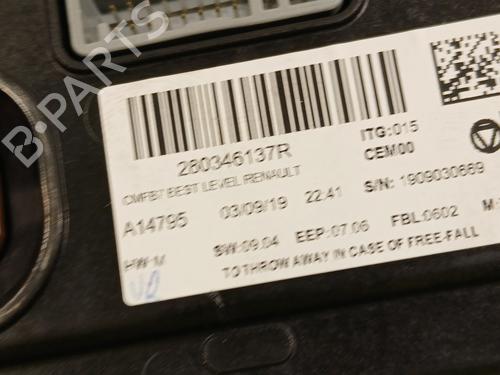 280346137R
ITG:015
CEM00
CMFB7 BEST LEVEL RENAULT
A14795 03/09/19 22:41 S/N: 1909030669
HW:M SW:09.04 EEP:07.06 FBL:0602 M:
TO THROW AWAY IN CASE OF FREE-FALL
B-PARTS